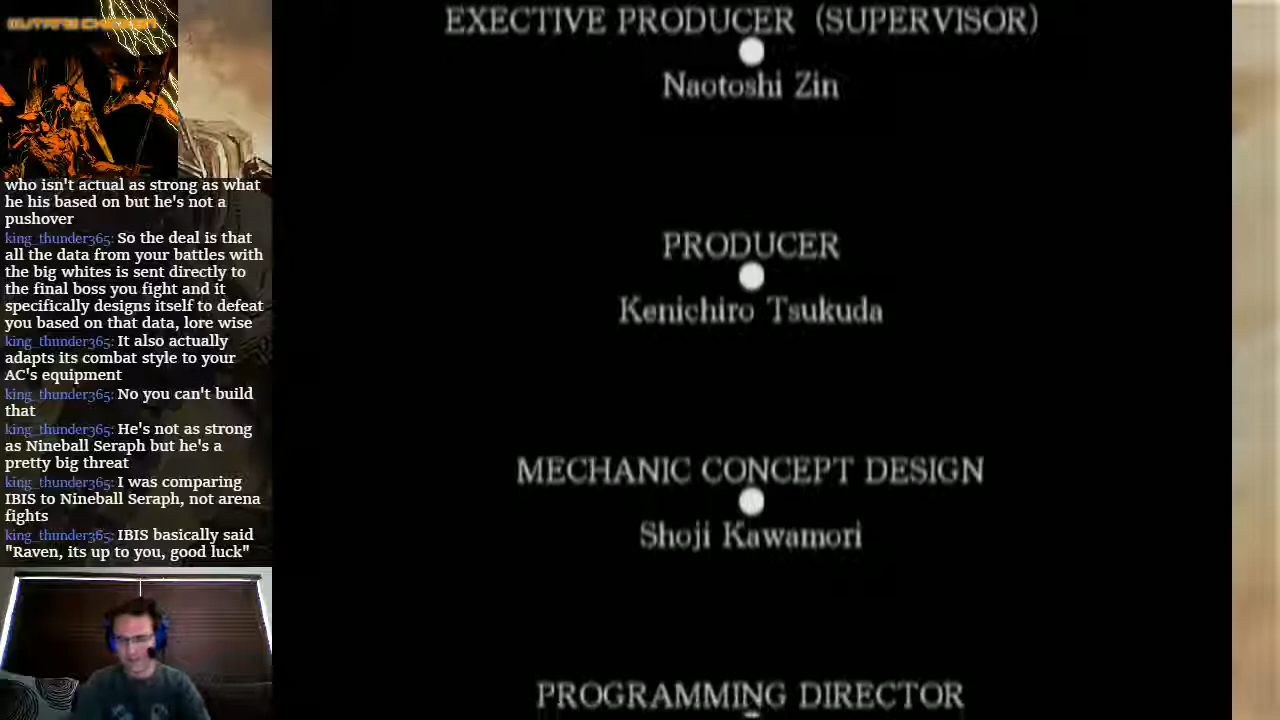 MUTANT CHICKEN
who isn't actual as strong as what
he his based on but he's not a
pushover
king_thunder365: So the deal is that
all the data from your battles with
the big whites is sent directly to
the final boss you fight and it
specifically designs itself to defeat
you based on that data, lore wise
king_thunder365: It also actually
adapts its combat style to your
AC's equipment
king_thunder365: No you can't build
that
king_thunder365: He's not as strong
as Nineball Seraph but he's a
pretty big threat
king_thunder365: I was comparing
IBIS to Nineball Seraph, not arena
fights
king_thunder365: IBIS basically said
"Raven, its up to you, good luck"
EXECTIVE PRODUCER (SUPERVISOR)
Naotoshi Zin
PRODUCER
Kenichiro Tsukuda
MECHANIC CONCEPT DESIGN
Shoji Kawamori
PROGRAMMING DIRECTOR